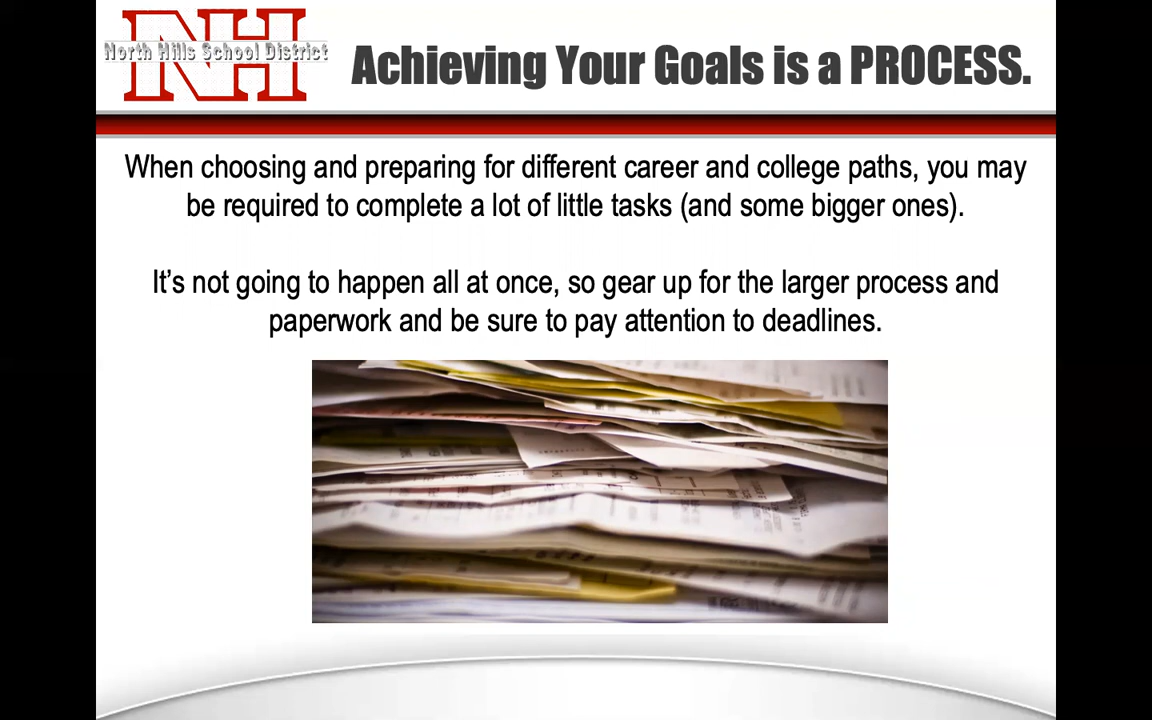 NH
North Hills School District
Achieving Your Goals is a PROCESS.
When choosing and preparing for different career and college paths, you may
be required to complete a lot of little tasks (and some bigger ones).
It's not going to happen all at once, so gear up for the larger process and
paperwork and be sure to pay attention to deadlines.